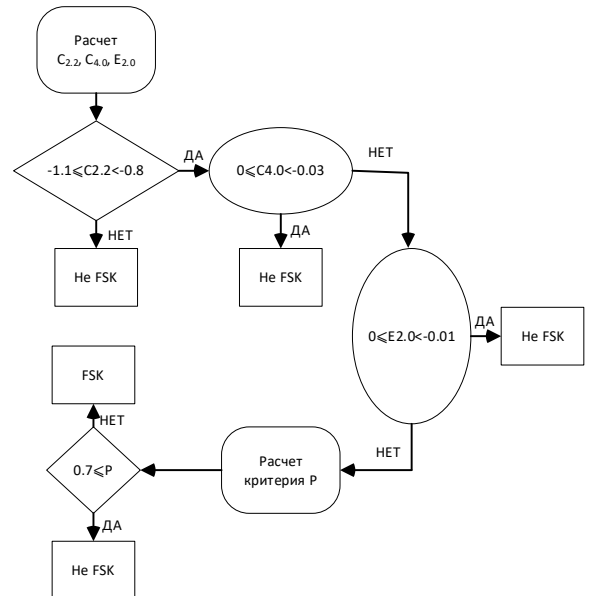 Расчет
C2.2, C4.0, E2.0
-1.1⩽C2.2<-0.8
ДА
0⩽C4.0<-0.03
НЕТ
НЕТ
ДА
Не FSK
Не FSK
0⩽E2.0<-0.01
ДА
Не FSK
FSK
НЕТ
НЕТ
0.7⩽P
Расчет
критерия P
ДА
Не FSK